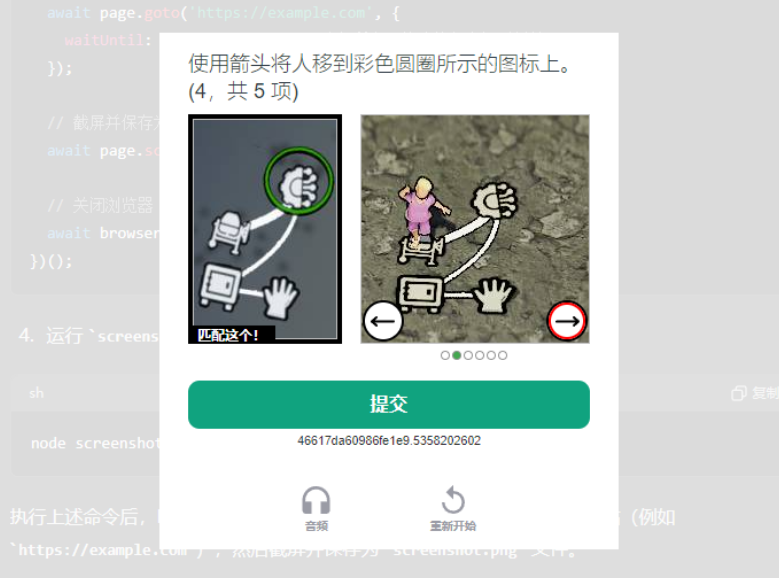 await page.goto('https://example.com', {
waitUntil:
});
// 截屏并保存为
await page.sc
// 关闭浏览器
await browser
})();
4. 运行 `screens
sh
复制
node screenshot
执行上述命令后，
（例如
`https://example.com`），然后截屏并保存为 `screenshot.png` 文件。
使用箭头将人移到彩色圆圈所示的图标上。
(4，共 5 项)
匹配这个!
提交
46617da60986fe1e9.5358202602
音频
重新开始